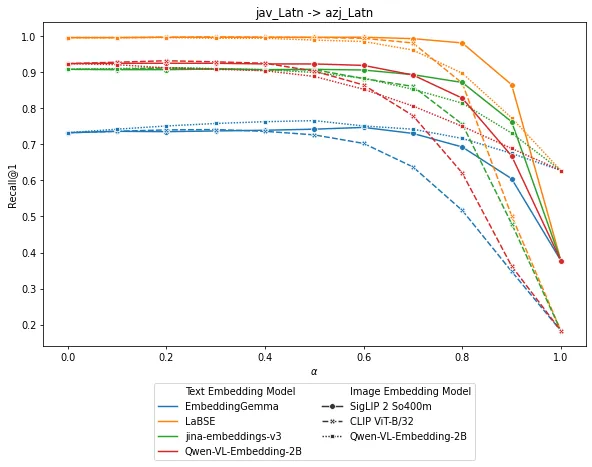 jav_Latn -> azj_Latn
1.0
0.9
0.8
0.7
0.6
0.5
0.4
0.3
0.2
Recall@1
0.0 0.2 0.4 0.6 0.8 1.0
α
Text Embedding Model Image Embedding Model
EmbeddingGemma SigLIP 2 So400m
LaBSE CLIP ViT-B/32
jina-embeddings-v3 Qwen-VL-Embedding-2B
Qwen-VL-Embedding-2B